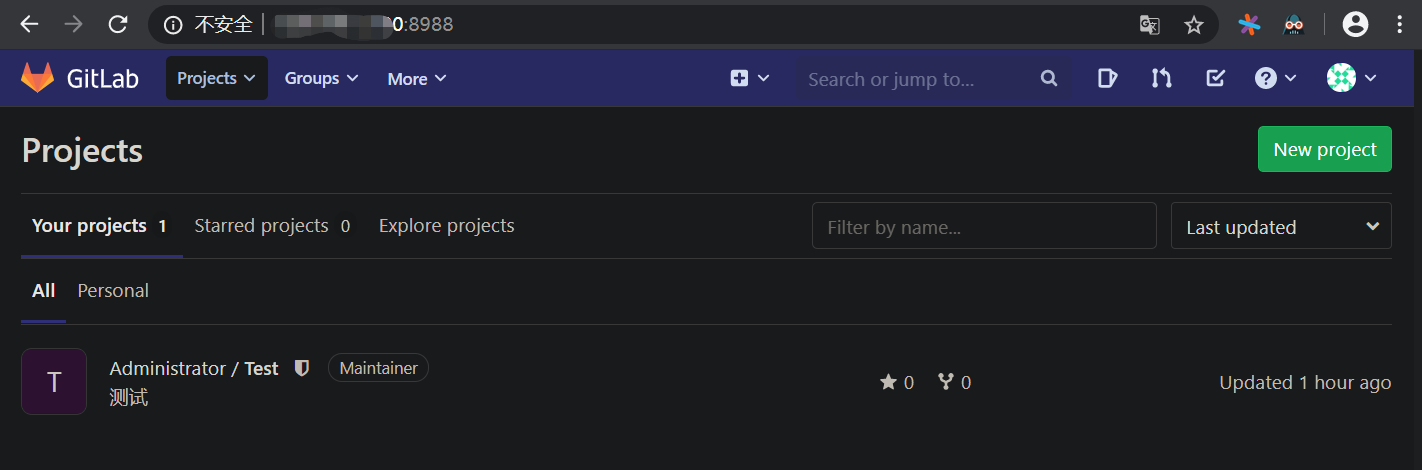 不安全 0:8988
GitLab Projects Groups More Search or jump to...
Projects New project
Your projects 1 Starred projects 0 Explore projects Filter by name... Last updated
All Personal
T Administrator / Test Maintainer
测试 0 0 Updated 1 hour ago